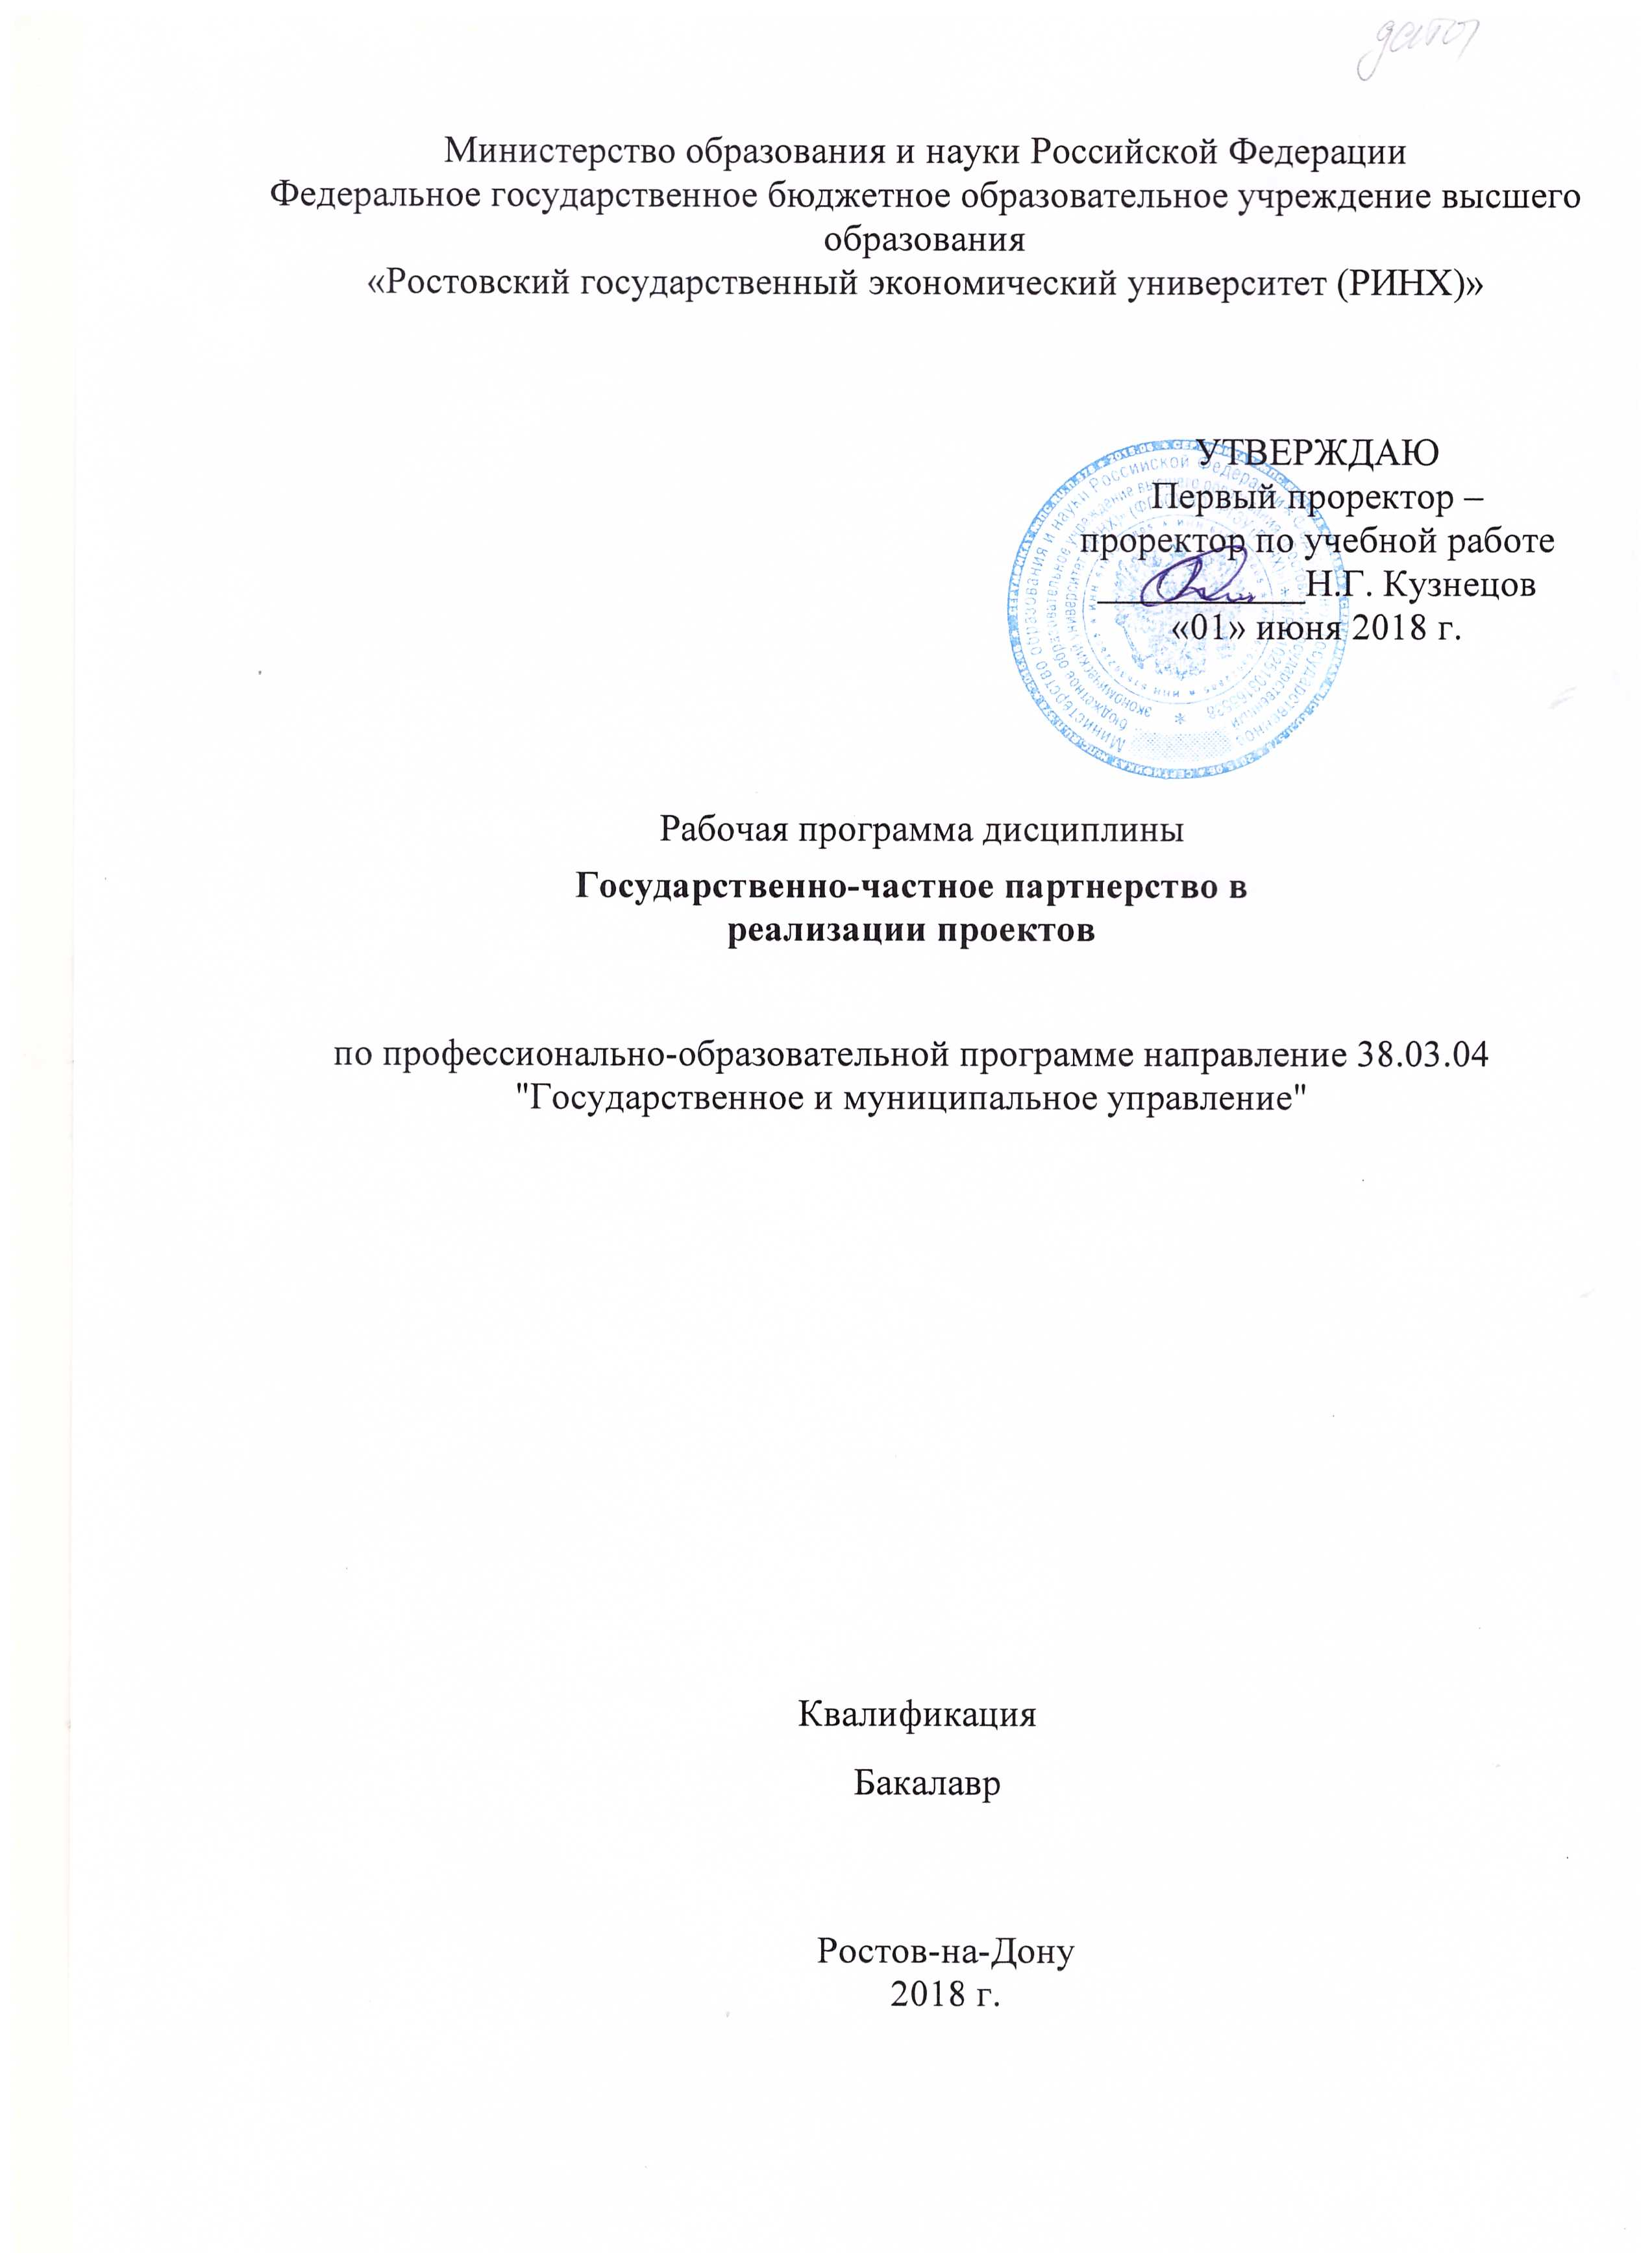 Министерство образования и науки Российской Федерации
Федеральное государственное бюджетное образовательное учреждение высшего
образования
«Ростовский государственный экономический университет (РИНХ)»
УТВЕРЖДАЮ
Первый проректор –
проректор по учебной работе
Н.Г. Кузнецов
«01» июня 2018 г.
Рабочая программа дисциплины
Государственно-частное партнерство в
реализации проектов
по профессионально-образовательной программе направление 38.03.04
"Государственное и муниципальное управление"
Квалификация
Бакалавр
Ростов-на-Дону
2018 г.